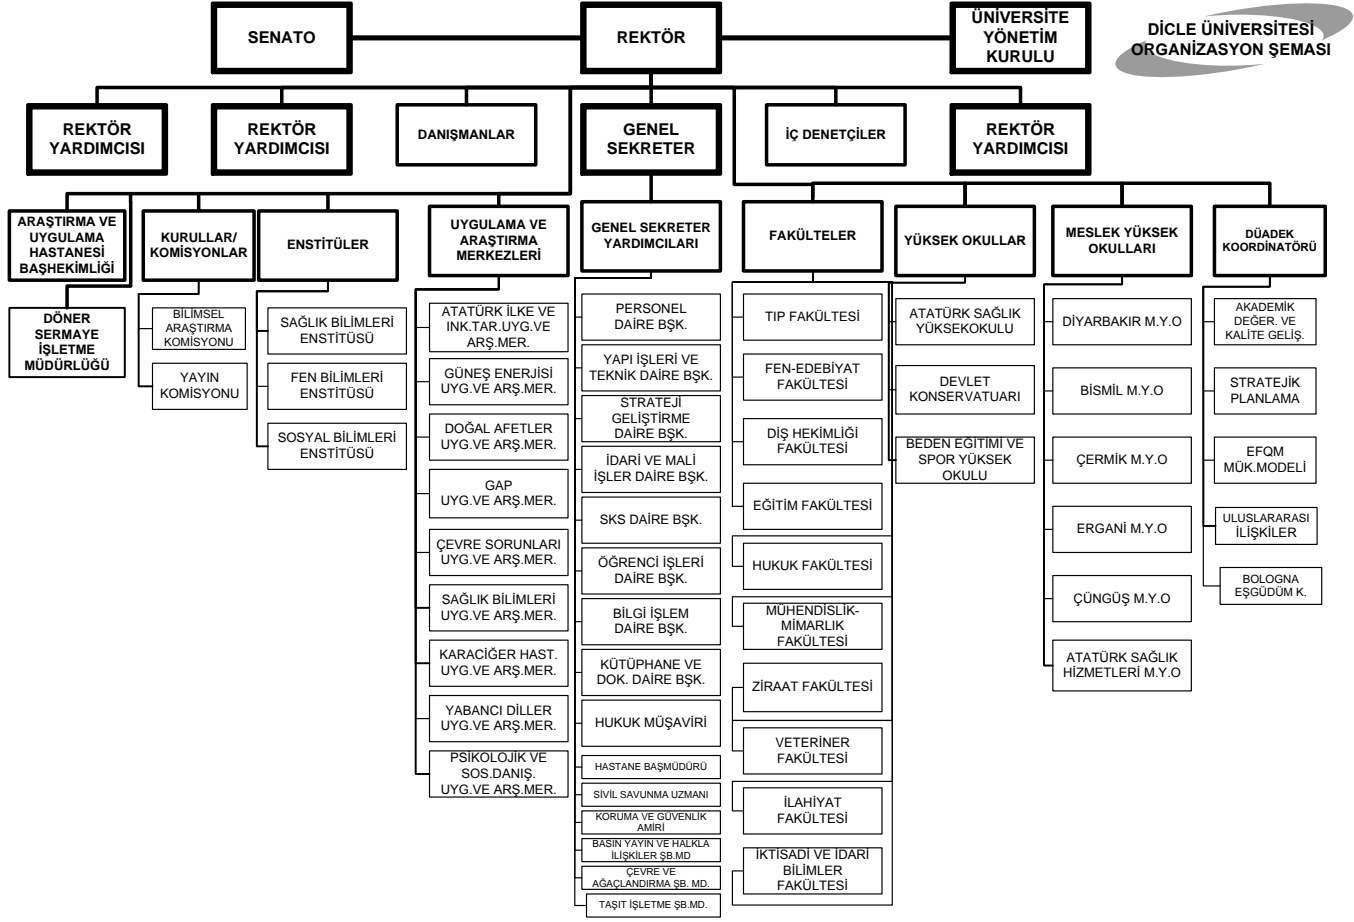 SENATO
REKTÖR
ÜNİVERSİTE
YÖNETİM
KURULU
DİCLE ÜNİVERSİTESİ
ORGANİZASYON ŞEMASI
REKTÖR
YARDIMCISI
REKTÖR
YARDIMCISI
DANIŞMANLAR
GENEL
SEKRETER
İÇ DENETÇİLER
REKTÖR
YARDIMCISI
ARAŞTIRMA VE
UYGULAMA
HASTANESİ
BAŞHEKİMLİĞİ
KURULLAR/
KOMİSYONLAR
ENSTİTÜLER
UYGULAMA VE
ARAŞTIRMA
MERKEZLERİ
GENEL SEKRETER
YARDIMCILARI
FAKÜLTELER
YÜKSEK OKULLAR
MESLEK YÜKSEK
OKULLARI
DÜADEK
KOORDİNATÖRÜ
DÖNER
SERMAYE
İŞLETME
MÜDÜRLÜĞÜ
BİLİMSEL
ARAŞTIRMA
KOMİSYONU
YAYIN
KOMİSYONU
SAĞLIK BİLİMLERİ
ENSTİTÜSÜ
FEN BİLİMLERİ
ENSTİTÜSÜ
SOSYAL BİLİMLERİ
ENSTİTÜSÜ
ATATÜRK İLKE VE
INK.TAR.UYG.VE
ARŞ.MER.
GÜNEŞ ENERJİSİ
UYG.VE ARŞ.MER.
DOĞAL AFETLER
UYG.VE ARŞ.MER.
GAP
UYG.VE ARŞ.MER.
ÇEVRE SORUNLARI
UYG.VE ARŞ.MER.
SAĞLIK BİLİMLERİ
UYG.VE ARŞ.MER.
KARACİĞER HAST.
UYG.VE ARŞ.MER.
YABANCI DİLLER
UYG.VE ARŞ.MER.
PSİKOLOJİK VE
SOS.DANIŞ.
UYG.VE ARŞ.MER.
PERSONEL
DAİRE BŞK.
YAPI İŞLERİ VE
TEKNİK DAİRE BŞK.
STRATEJİ
GELİŞTİRME
DAİRE BŞK.
İDARİ VE MALİ
İŞLER DAİRE BŞK.
SKS DAİRE BŞK.
ÖĞRENCİ İŞLERİ
DAİRE BŞK.
BİLGİ İŞLEM
DAİRE BŞK.
KÜTÜPHANE VE
DOK. DAİRE BŞK.
HUKUK MÜŞAVİRİ
HASTANE BAŞMÜDÜRÜ
SİVİL SAVUNMA UZMANI
KORUMA VE GÜVENLİK
AMİRİ
BASIN YAYIN VE HALKLA
İLİŞKİLER ŞB.MD
ÇEVRE VE
AĞAÇLANDIRMA ŞB. MD.
TAŞIT İŞLETME ŞB.MD.
TIP FAKÜLTESİ
FEN-EDEBİYAT
FAKÜLTESİ
DİŞ HEKİMLİĞİ
FAKÜLTESİ
EĞİTİM FAKÜLTESİ
HUKUK FAKÜLTESİ
MÜHENDİSLİK-
MİMARLIK
FAKÜLTESİ
ZİRAAT FAKÜLTESİ
VETERİNER
FAKÜLTESİ
İLAHİYAT
FAKÜLTESİ
İKTİSADİ VE İDARİ
BİLİMLER
FAKÜLTESİ
ATATÜRK SAĞLIK
YÜKSEKOKULU
DEVLET
KONSERVATUARI
BEDEN EĞİTİMİ VE
SPOR YÜKSEK
OKULU
DİYARBAKIR M.Y.O
BİSMİL M.Y.O
ÇERMİK M.Y.O
ERGANİ M.Y.O
ÇÜNGÜŞ M.Y.O
ATATÜRK SAĞLIK
HİZMETLERİ M.Y.O
AKADEMİK
DEĞER. VE
KALİTE GELİŞ.
STRATEJİK
PLANLAMA
EFQM
MÜK.MODELİ
ULUSLARARASI
İLİŞKİLER
BOLOGNA
EŞGÜDÜM K.